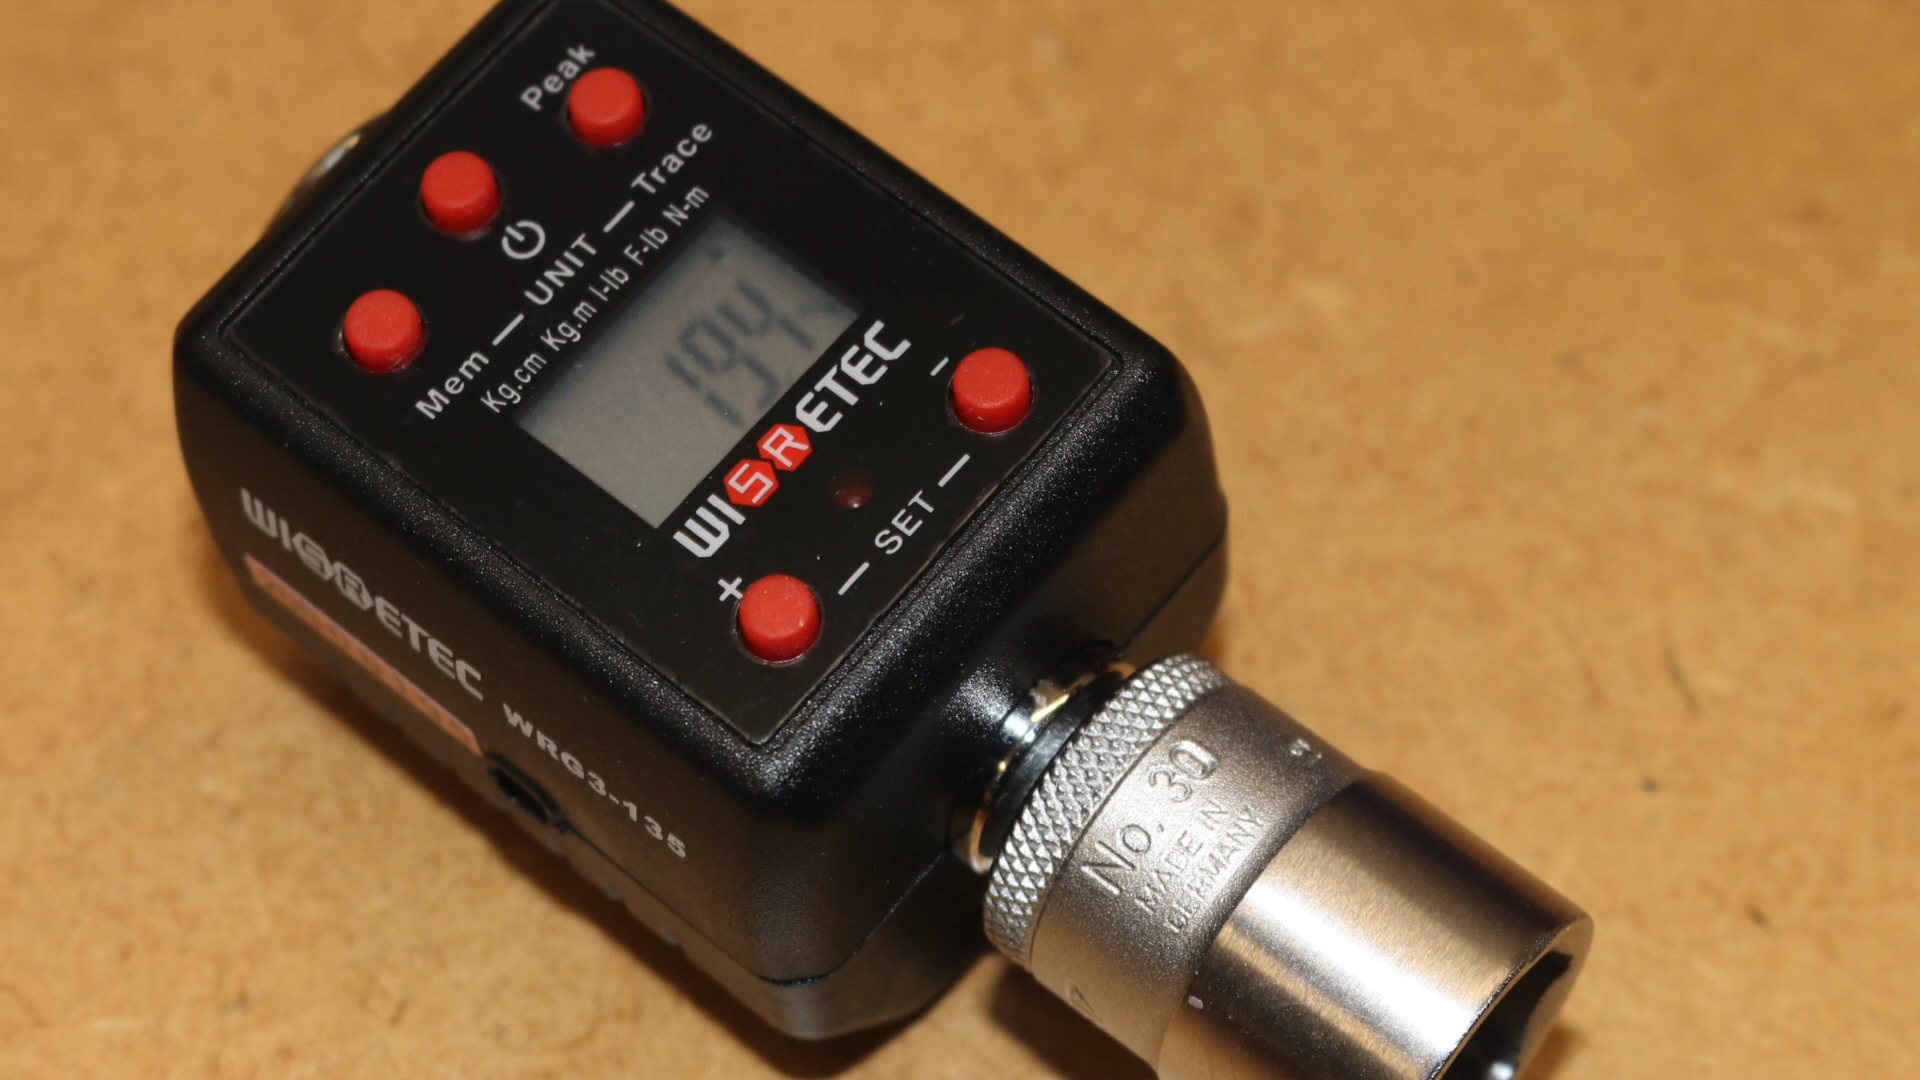 Peak
Mem — UNIT — Trace
Kg.cm Kg.m I-lb F-lb N-m
194
WISRETEC
+ — SET — -
WISRETEC WRG3-135
No. 30
MADE IN
GERMANY